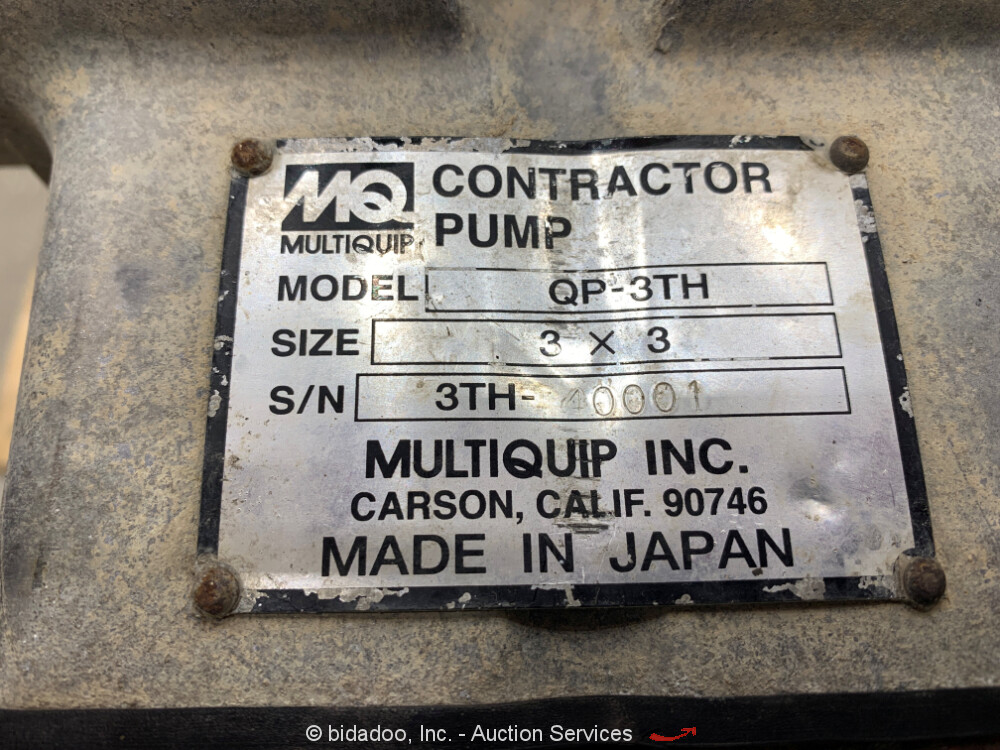 MQ CONTRACTOR
MULTIQUIP PUMP
MODEL QP-3TH
SIZE 3 X 3
S/N 3TH-40001
MULTIQUIP INC.
CARSON, CALIF. 90746
MADE IN JAPAN
© bidadoo, Inc. - Auction Services